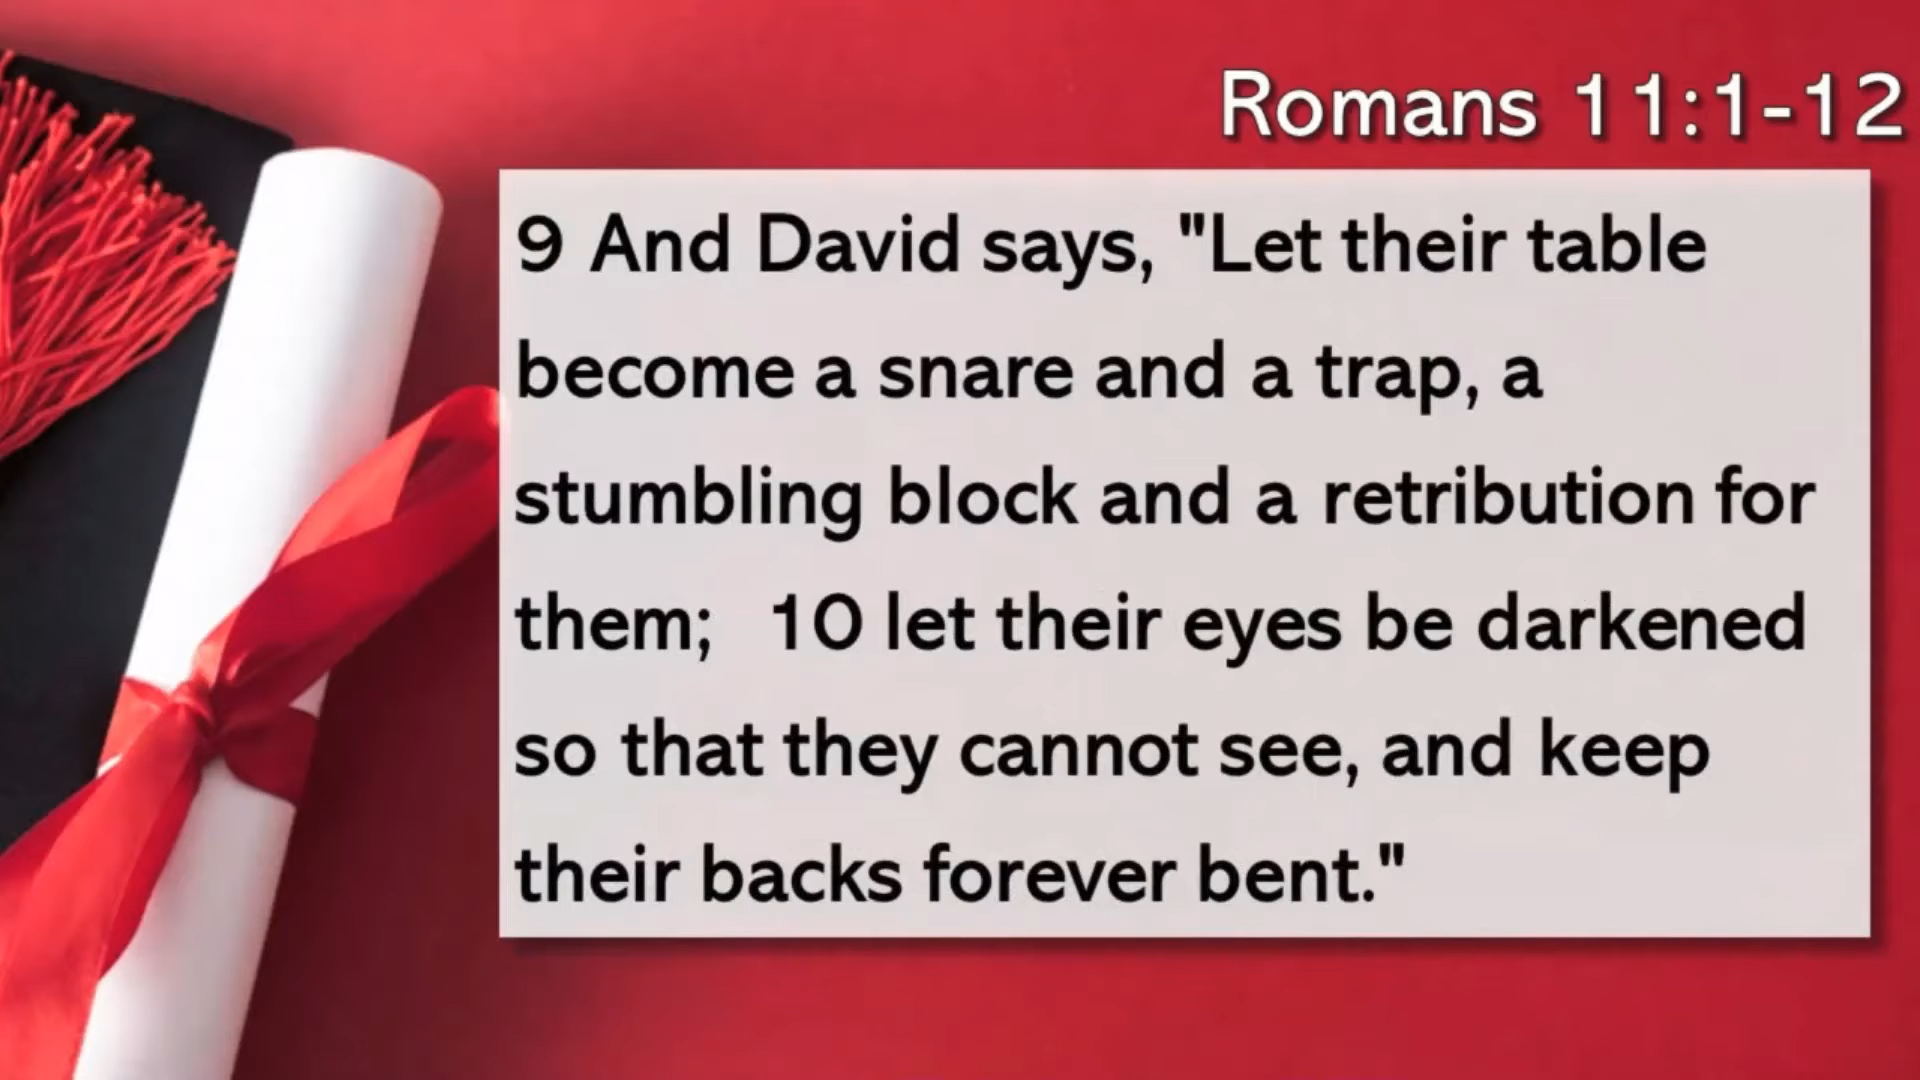 Romans 11:1-12
9 And David says, "Let their table
become a snare and a trap, a
stumbling block and a retribution for
them;   10 let their eyes be darkened
so that they cannot see, and keep
their backs forever bent."